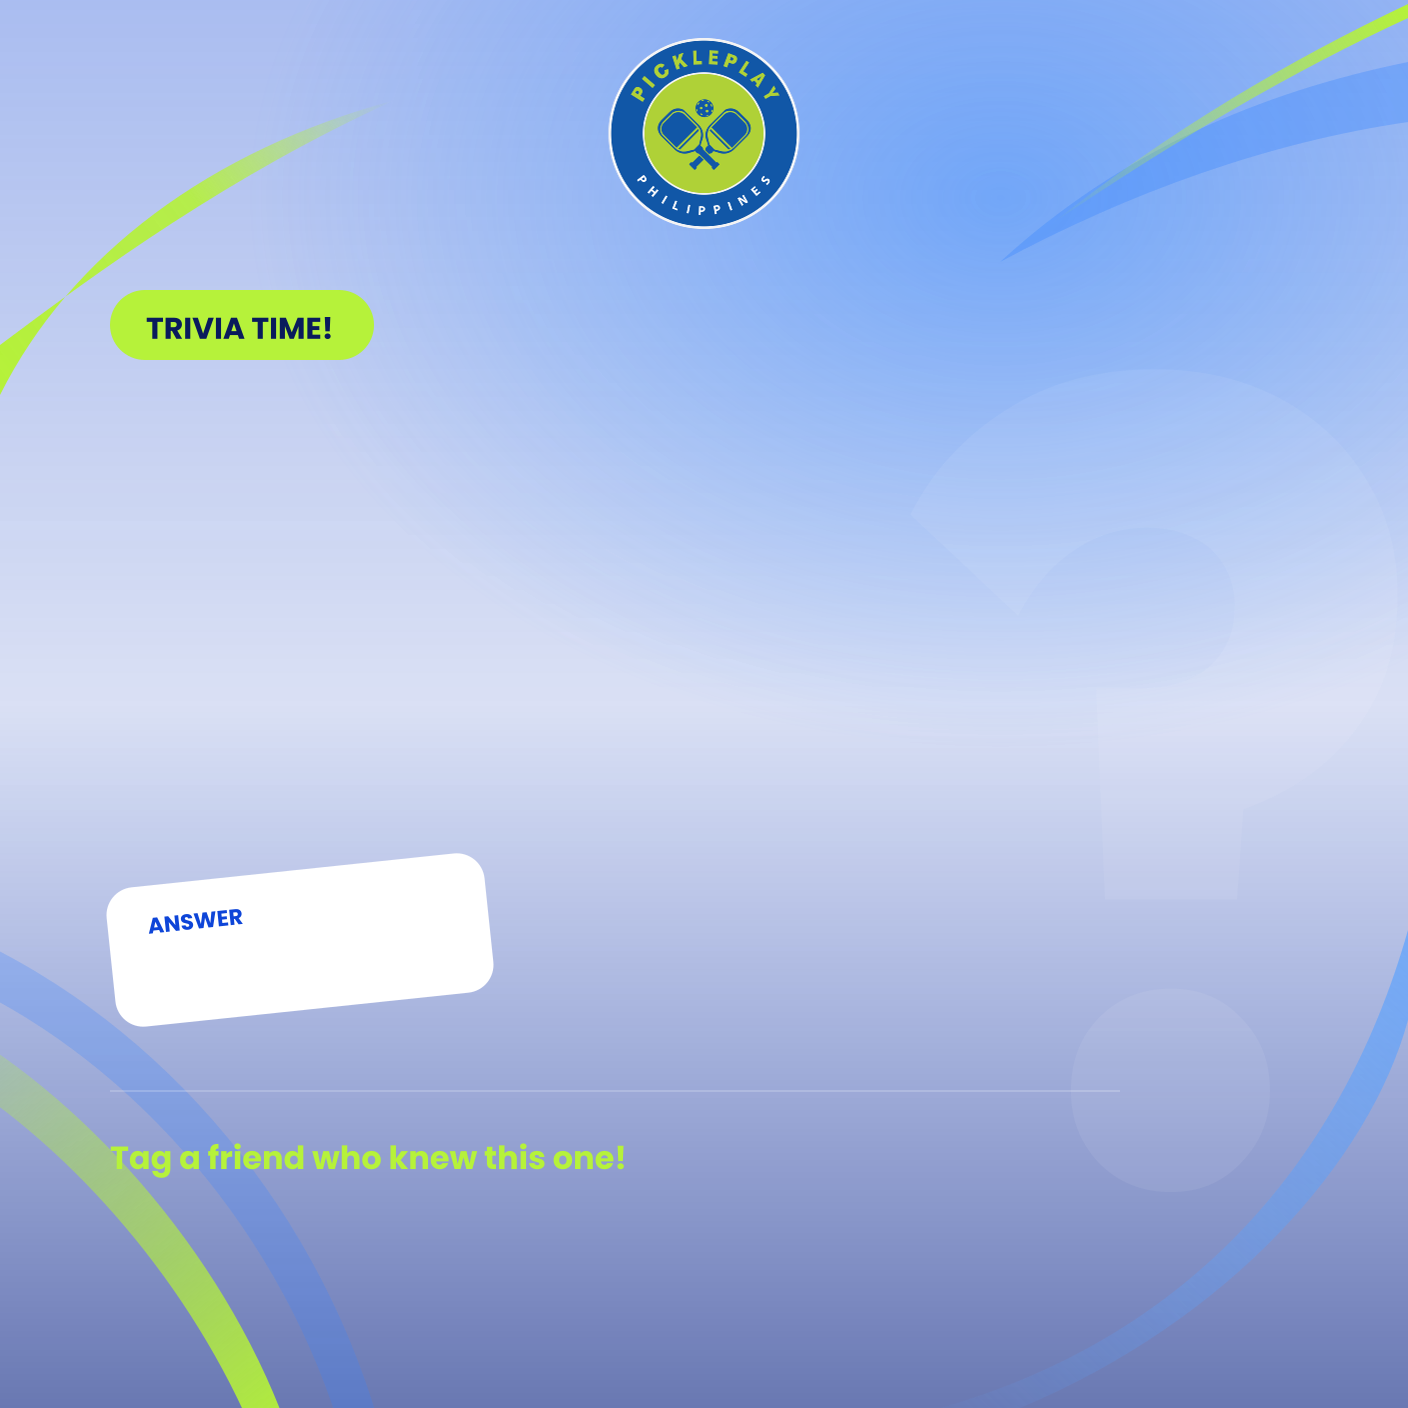 PICKLEPLAY
PHILIPPINES
TRIVIA TIME!
ANSWER
Tag a friend who knew this one!